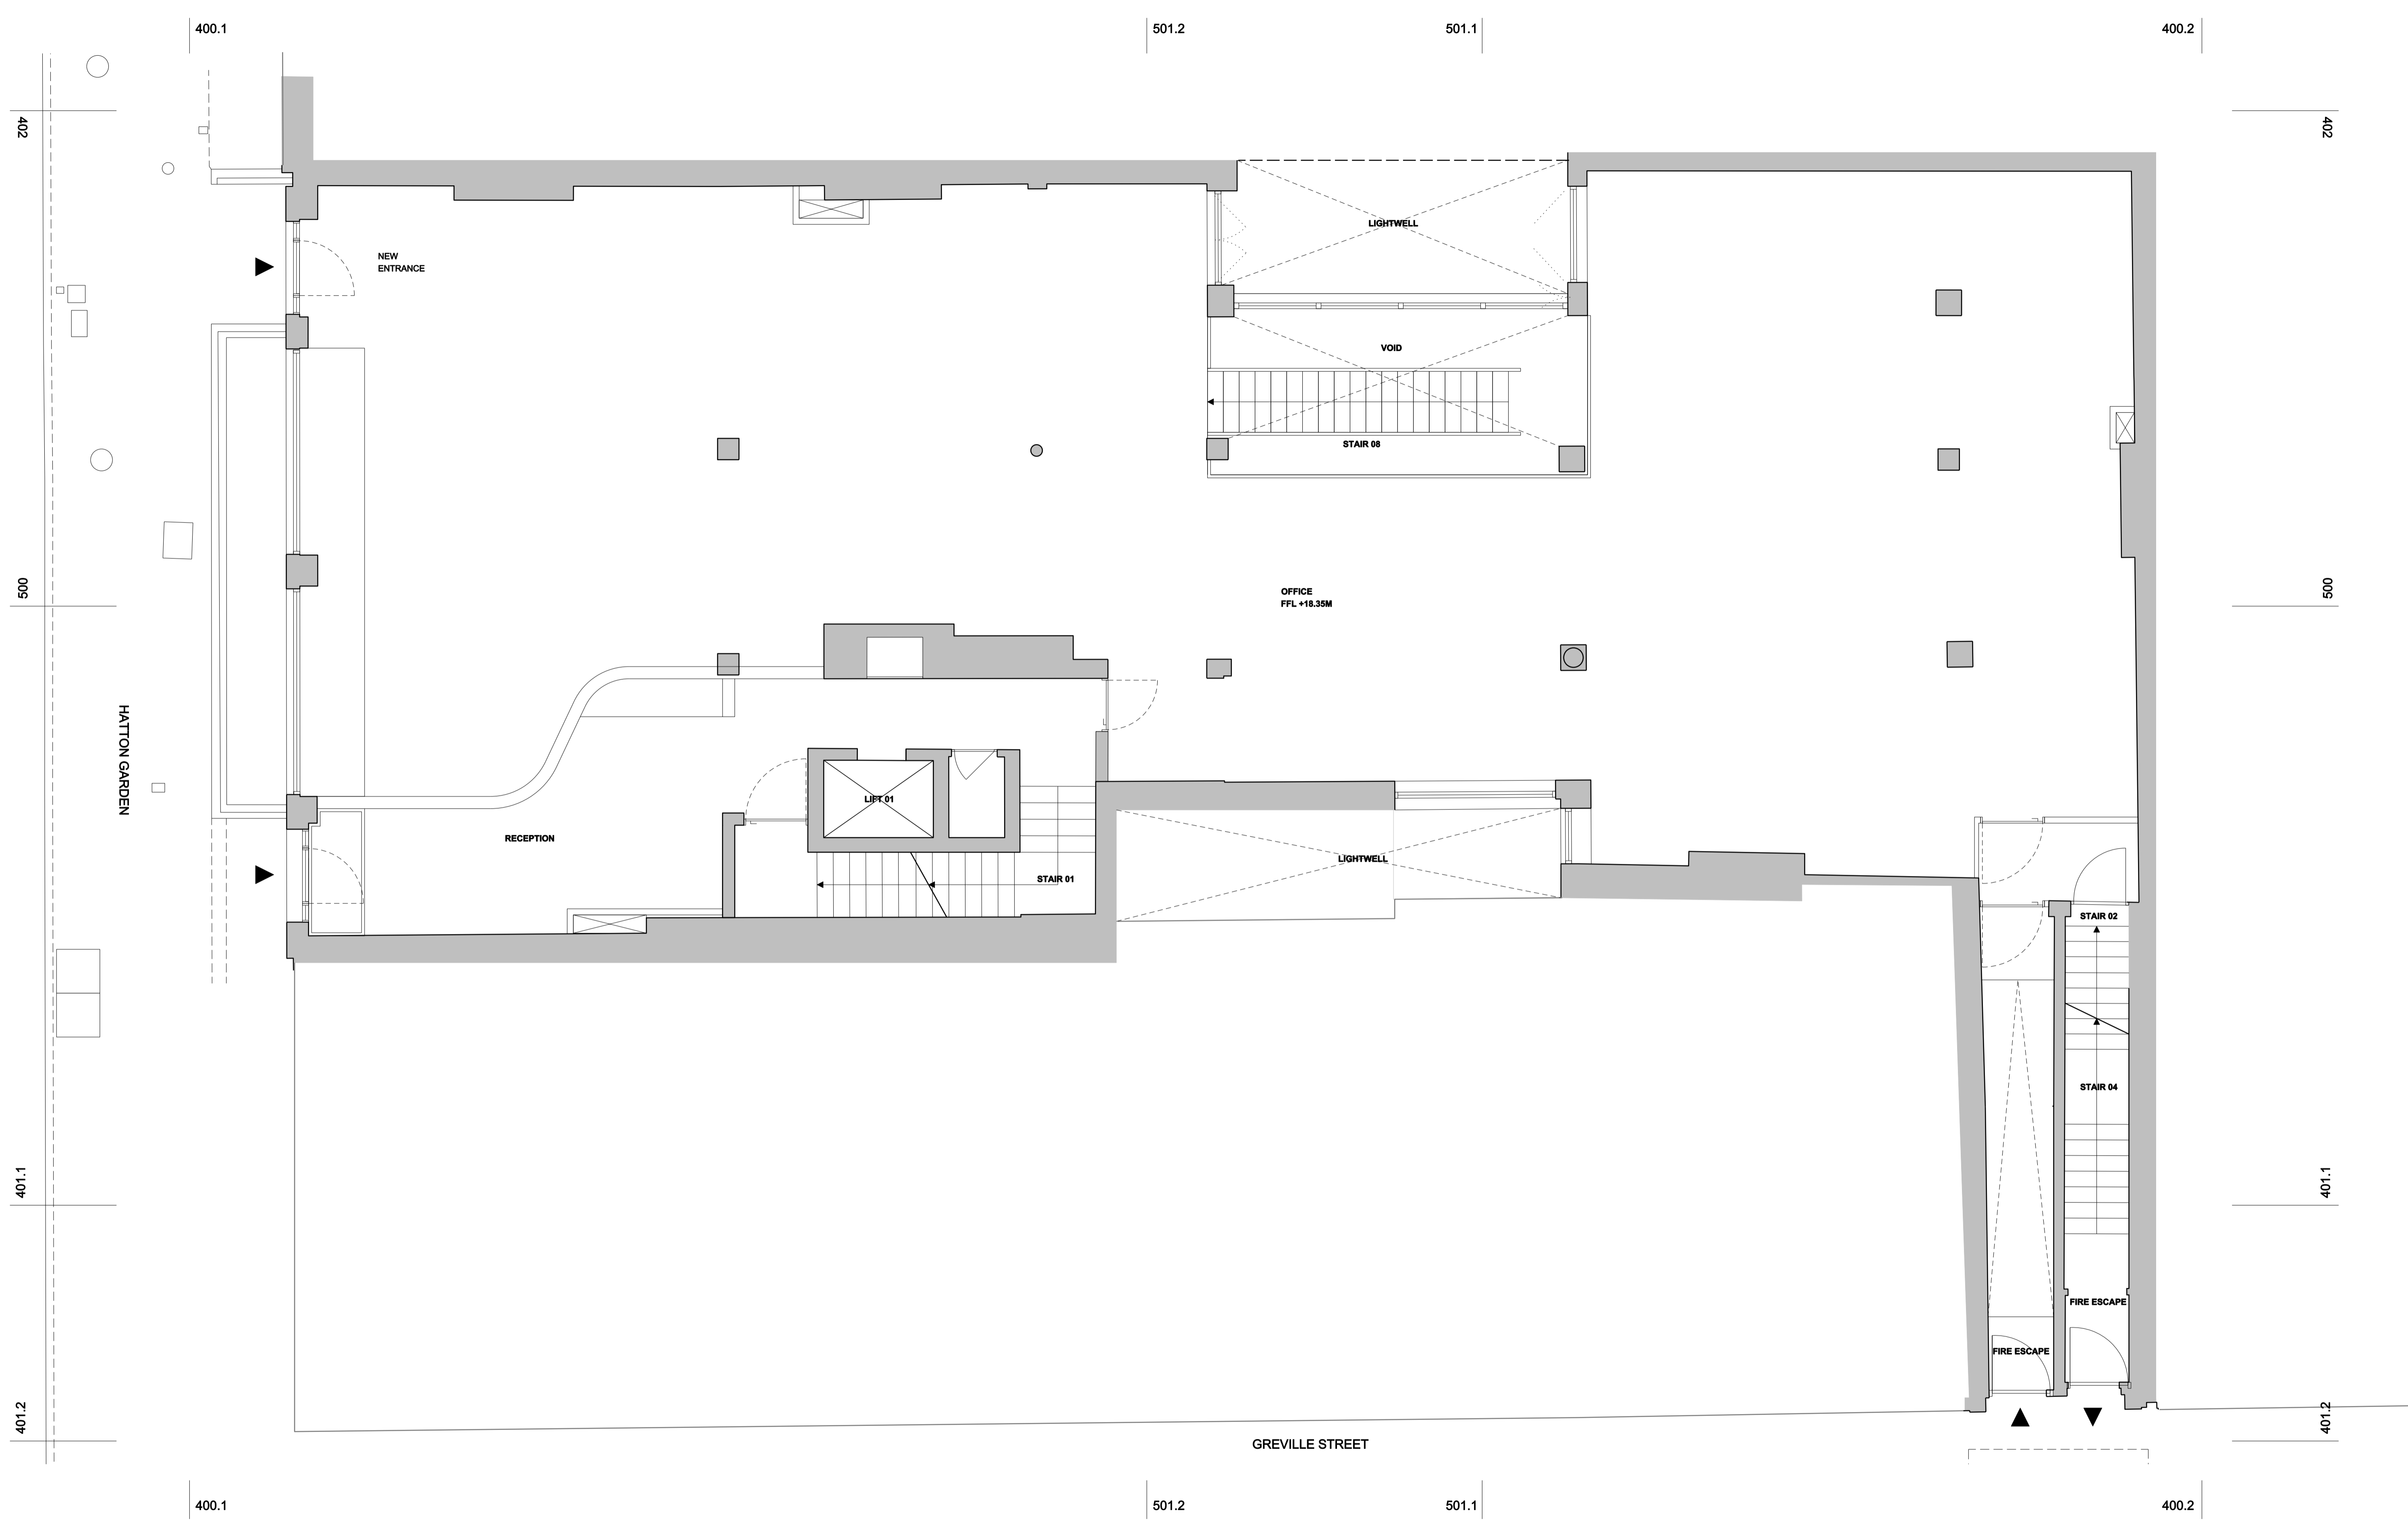 400.1
501.2
501.1
400.2
402
402
LIGHTWELL
NEW
ENTRANCE
VOID
STAIR 08
500
500
OFFICE
FFL +18.35M
HATTON GARDEN
LIFT 01
RECEPTION
LIGHTWELL
STAIR 01
STAIR 02
STAIR 04
401.1
401.1
FIRE ESCAPE
FIRE ESCAPE
401.2
401.2
GREVILLE STREET
400.1
501.2
501.1
400.2